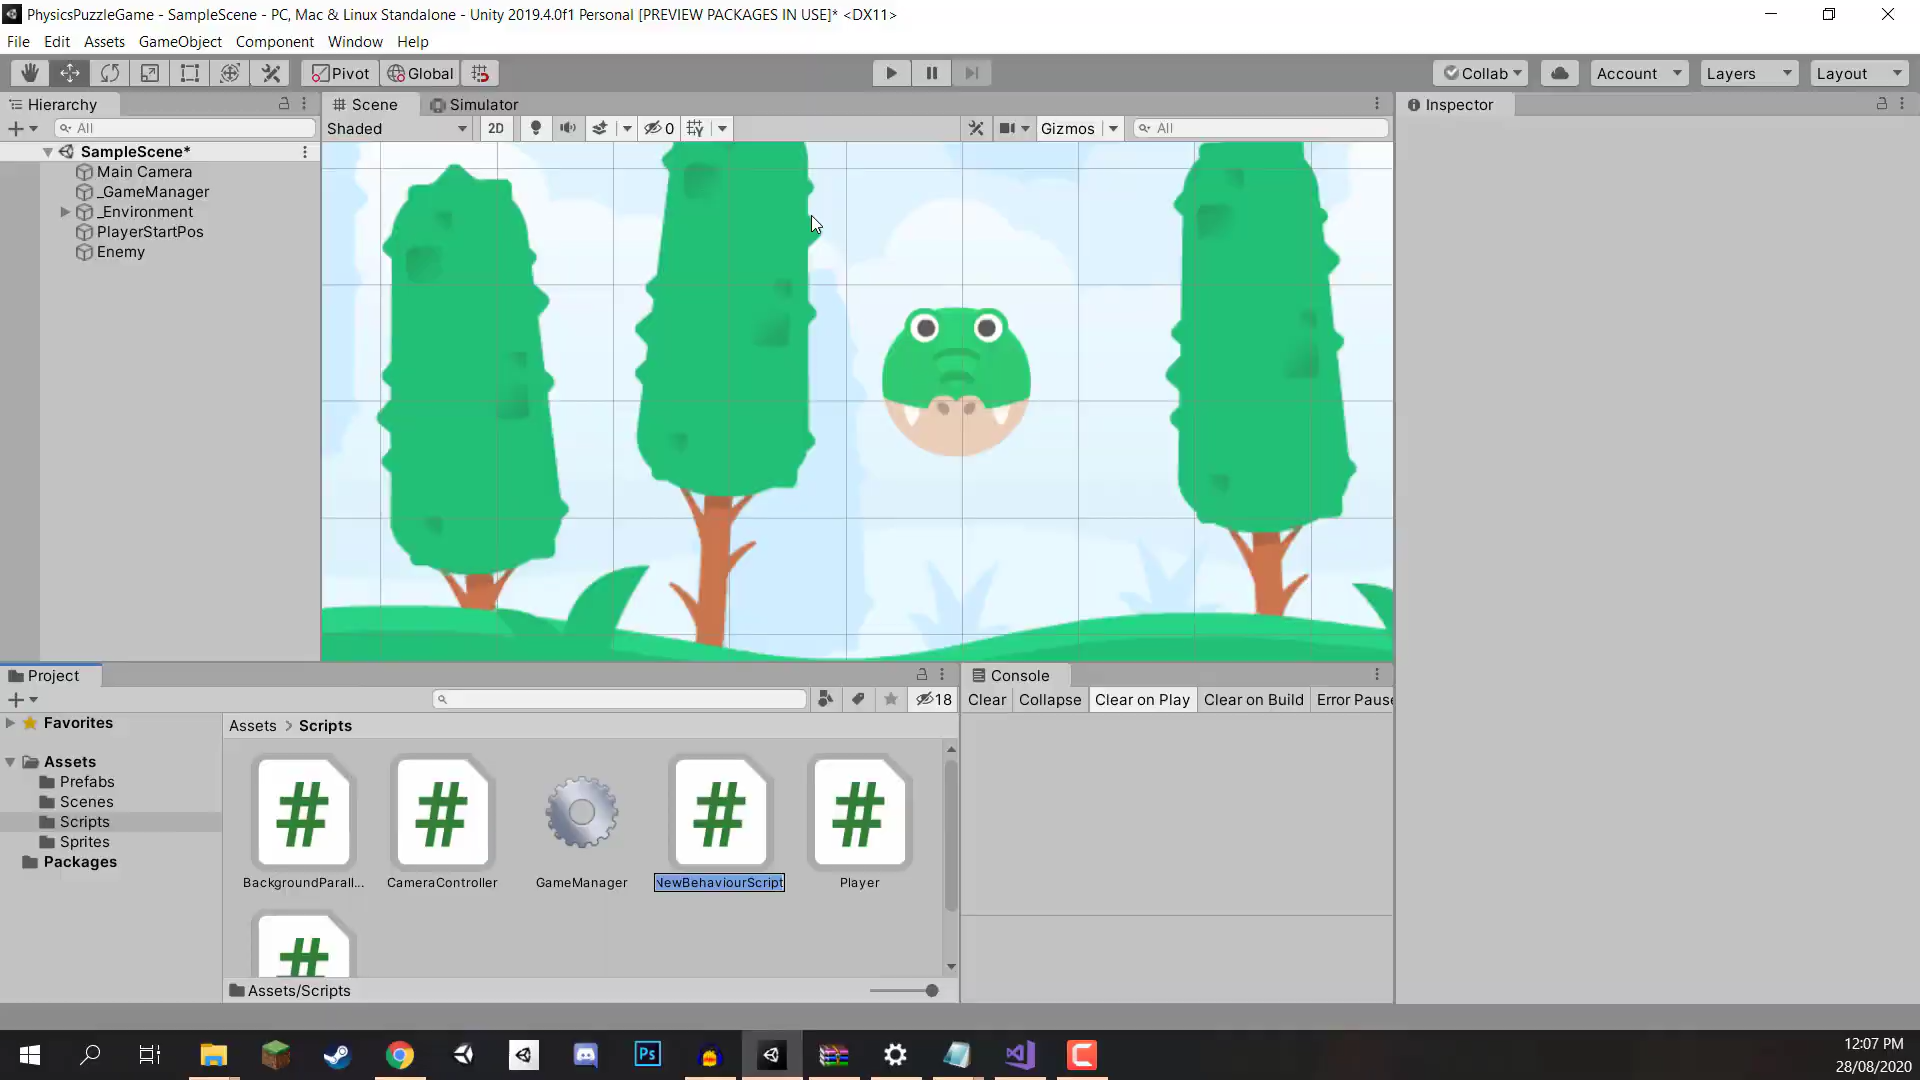 PhysicsPuzzleGame - SampleScene - PC, Mac & Linux Standalone - Unity 2019.4.0f1 Personal [PREVIEW PACKAGES IN USE]* <DX11>
File Edit Assets GameObject Component Window Help
Pivot Global Collab Account Layers Layout
Hierarchy Scene Simulator Inspector
All Shaded 2D 0 Gizmos All
SampleScene*
Main Camera
_GameManager
_Environment
PlayerStartPos
Enemy
Project Console
18 Clear Collapse Clear on Play Clear on Build Error Pause
Favorites
Assets > Scripts
Assets
Prefabs
Scenes
Scripts
Sprites
Packages
# # # #
BackgroundParall... CameraController GameManager NewBehaviourScript Player
#
Assets/Scripts
Ps
12:07 PM
28/08/2020